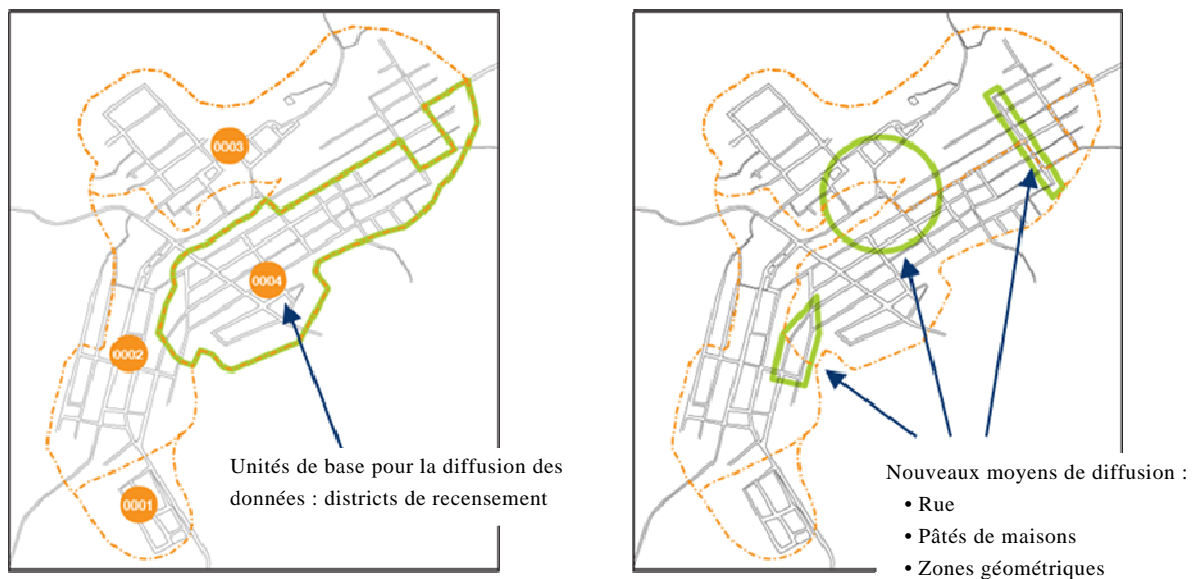 0003
0004
0002
0001
Unités de base pour la diffusion des
données : districts de recensement
Nouveaux moyens de diffusion :
• Rue
• Pâtés de maisons
• Zones géométriques